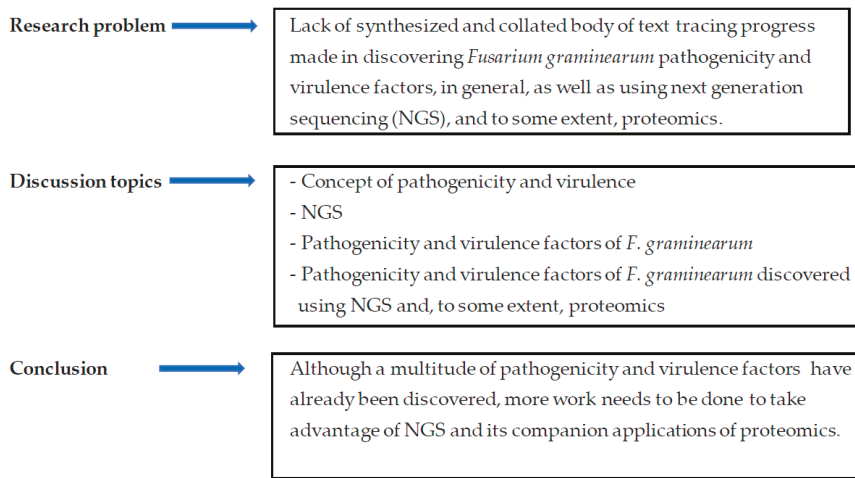 Research problem
Lack of synthesized and collated body of text tracing progress
made in discovering Fusarium graminearum pathogenicity and
virulence factors, in general, as well as using next generation
sequencing (NGS), and to some extent, proteomics.
Discussion topics
- Concept of pathogenicity and virulence
- NGS
- Pathogenicity and virulence factors of F. graminearum
- Pathogenicity and virulence factors of F. graminearum discovered
using NGS and, to some extent, proteomics
Conclusion
Although a multitude of pathogenicity and virulence factors have
already been discovered, more work needs to be done to take
advantage of NGS and its companion applications of proteomics.